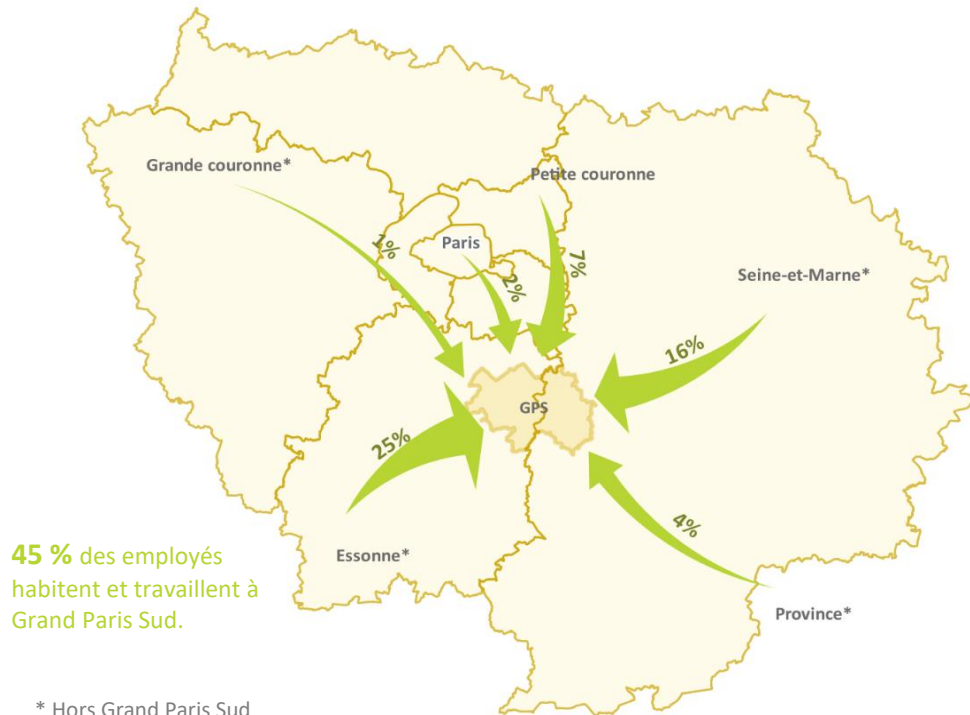 Grande couronne*
Petite couronne
1%
Paris
2%
7%
Seine-et-Marne*
16%
GPS
25%
4%
45 % des employés
habitent et travaillent à
Grand Paris Sud.
Essonne*
Province*
* Hors Grand Paris Sud